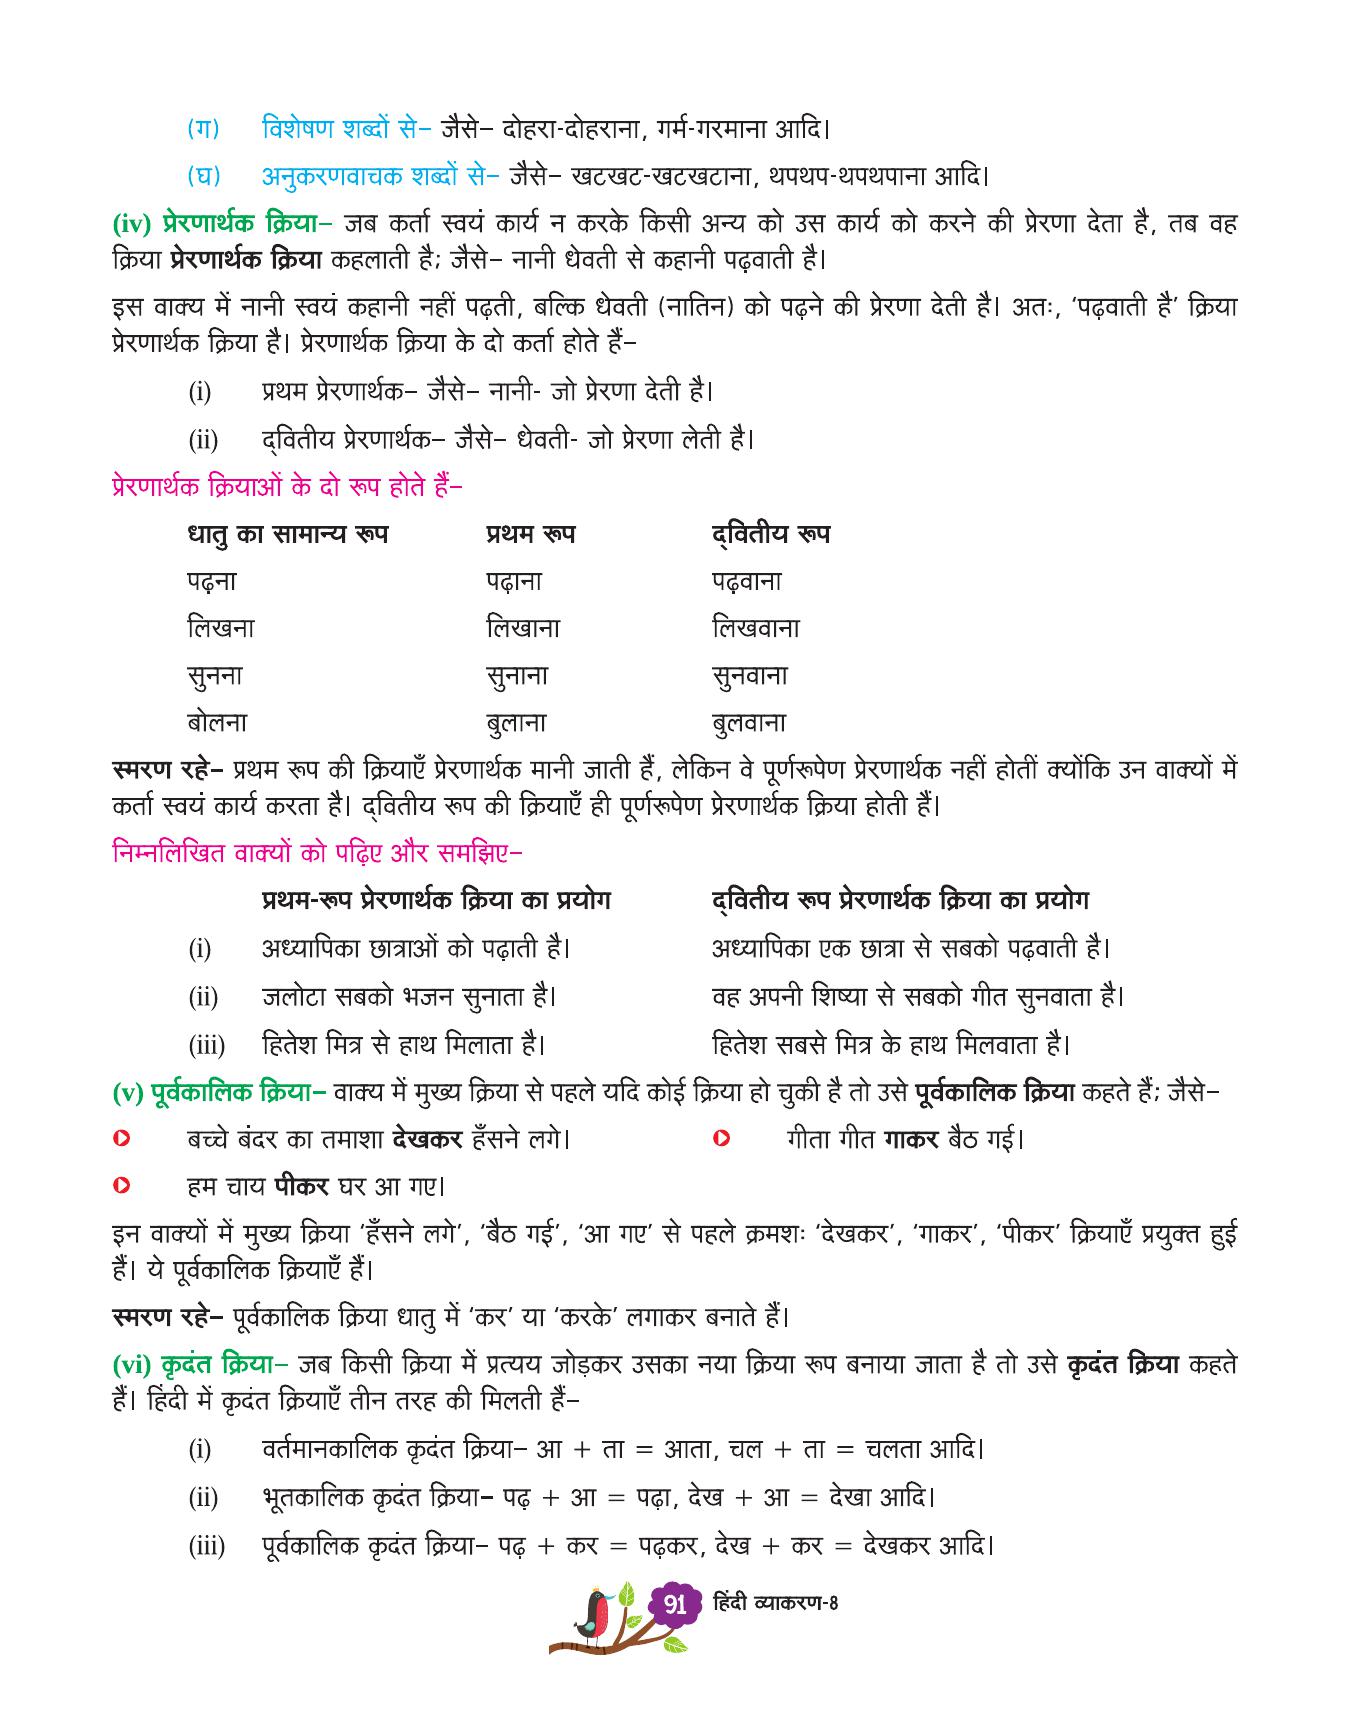 (ग) विशेषण शब्दों से– जैसे– दोहरा-दोहराना, गर्म-गरमाना आदि।
(घ) अनुकरणवाचक शब्दों से– जैसे– खटखट-खटखटाना, थपथप-थपथपाना आदि।
(iv) प्रेरणार्थक क्रिया– जब कर्ता स्वयं कार्य न करके किसी अन्य को उस कार्य को करने की प्रेरणा देता है, तब वह
क्रिया प्रेरणार्थक क्रिया कहलाती है; जैसे– नानी धेवती से कहानी पढ़वाती है।
इस वाक्य में नानी स्वयं कहानी नहीं पढ़ती, बल्कि धेवती (नातिन) को पढ़ने की प्रेरणा देती है। अतः, ‘पढ़वाती है’ क्रिया
प्रेरणार्थक क्रिया है। प्रेरणार्थक क्रिया के दो कर्ता होते हैं–
(i) प्रथम प्रेरणार्थक– जैसे– नानी- जो प्रेरणा देती है।
(ii) द्‌वितीय प्रेरणार्थक– जैसे– धेवती- जो प्रेरणा लेती है।
प्रेरणार्थक क्रियाओं के दो रूप होते हैं–
धातु का सामान्य रूप प्रथम रूप द्‌वितीय रूप
पढ़ना पढ़ाना पढ़वाना
लिखना लिखाना लिखवाना
सुनना सुनाना सुनवाना
बोलना बुलाना बुलवाना
स्मरण रहे– प्रथम रूप की क्रियाएँ प्रेरणार्थक मानी जाती हैं, लेकिन वे पूर्णरूपेण प्रेरणार्थक नहीं होतीं क्योंकि उन वाक्यों में
कर्ता स्वयं कार्य करता है। द्‌वितीय रूप की क्रियाएँ ही पूर्णरूपेण प्रेरणार्थक क्रिया होती हैं।
निम्नलिखित वाक्यों को पढ़िए और समझिए–
प्रथम-रूप प्रेरणार्थक क्रिया का प्रयोग द्‌वितीय रूप प्रेरणार्थक क्रिया का प्रयोग
(i) अध्यापिका छात्राओं को पढ़ाती है। अध्यापिका एक छात्रा से सबको पढ़वाती है।
(ii) जलोटा सबको भजन सुनाता है। वह अपनी शिष्या से सबको गीत सुनवाता है।
(iii) हितेश मित्र से हाथ मिलाता है। हितेश सबसे मित्र के हाथ मिलवाता है।
(v) पूर्वकालिक क्रिया– वाक्य में मुख्य क्रिया से पहले यदि कोई क्रिया हो चुकी है तो उसे पूर्वकालिक क्रिया कहते हैं; जैसे–
बच्चे बंदर का तमाशा देखकर हँसने लगे। गीता गीत गाकर बैठ गई।
हम चाय पीकर घर आ गए।
इन वाक्यों में मुख्य क्रिया ‘हँसने लगे’, ‘बैठ गई’, ‘आ गए’ से पहले क्रमशः ‘देखकर’, ‘गाकर’, ‘पीकर’ क्रियाएँ प्रयुक्त हुई
हैं। ये पूर्वकालिक क्रियाएँ हैं।
स्मरण रहे– पूर्वकालिक क्रिया धातु में ‘कर’ या ‘करके’ लगाकर बनाते हैं।
(vi) कृदंत क्रिया– जब किसी क्रिया में प्रत्यय जोड़कर उसका नया क्रिया रूप बनाया जाता है तो उसे कृदंत क्रिया कहते
हैं। हिंदी में कृदंत क्रियाएँ तीन तरह की मिलती हैं–
(i) वर्तमानकालिक कृदंत क्रिया– आ + ता = आता, चल + ता = चलता आदि।
(ii) भूतकालिक कृदंत क्रिया– पढ़ + आ = पढ़ा, देख + आ = देखा आदि।
(iii) पूर्वकालिक कृदंत क्रिया– पढ़ + कर = पढ़कर, देख + कर = देखकर आदि।
91 हिंदी व्याकरण-8